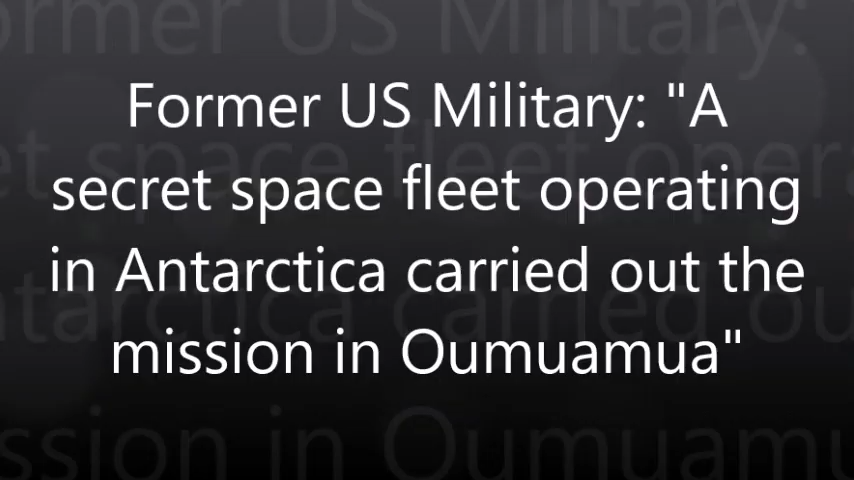 Former US Military: "A
secret space fleet operating
in Antarctica carried out the
mission in Oumuamua"